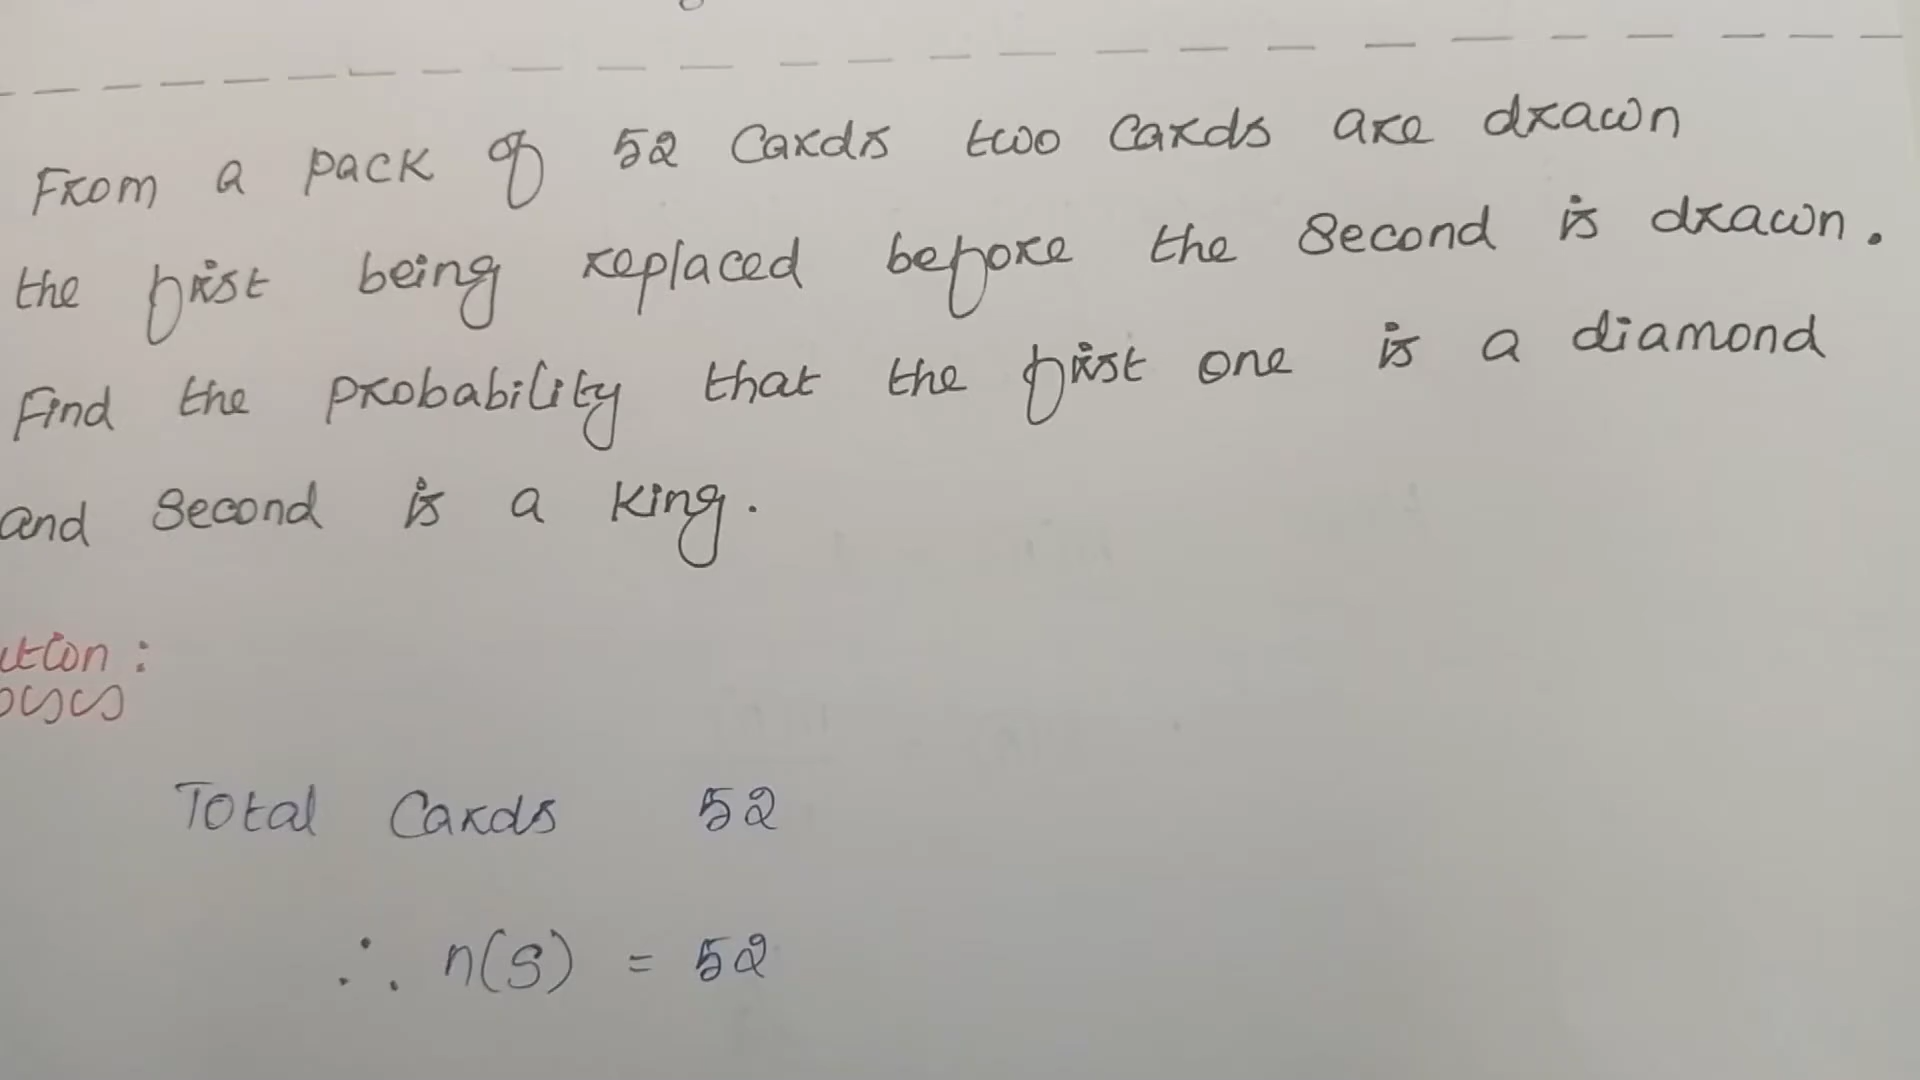 From a pack of 52 Cards two Cards are drawn
the first being replaced before the Second is drawn.
Find the probability that the first one is a diamond
and Second is a King.
ution:
Total Cards 52
∴ n(S) = 52